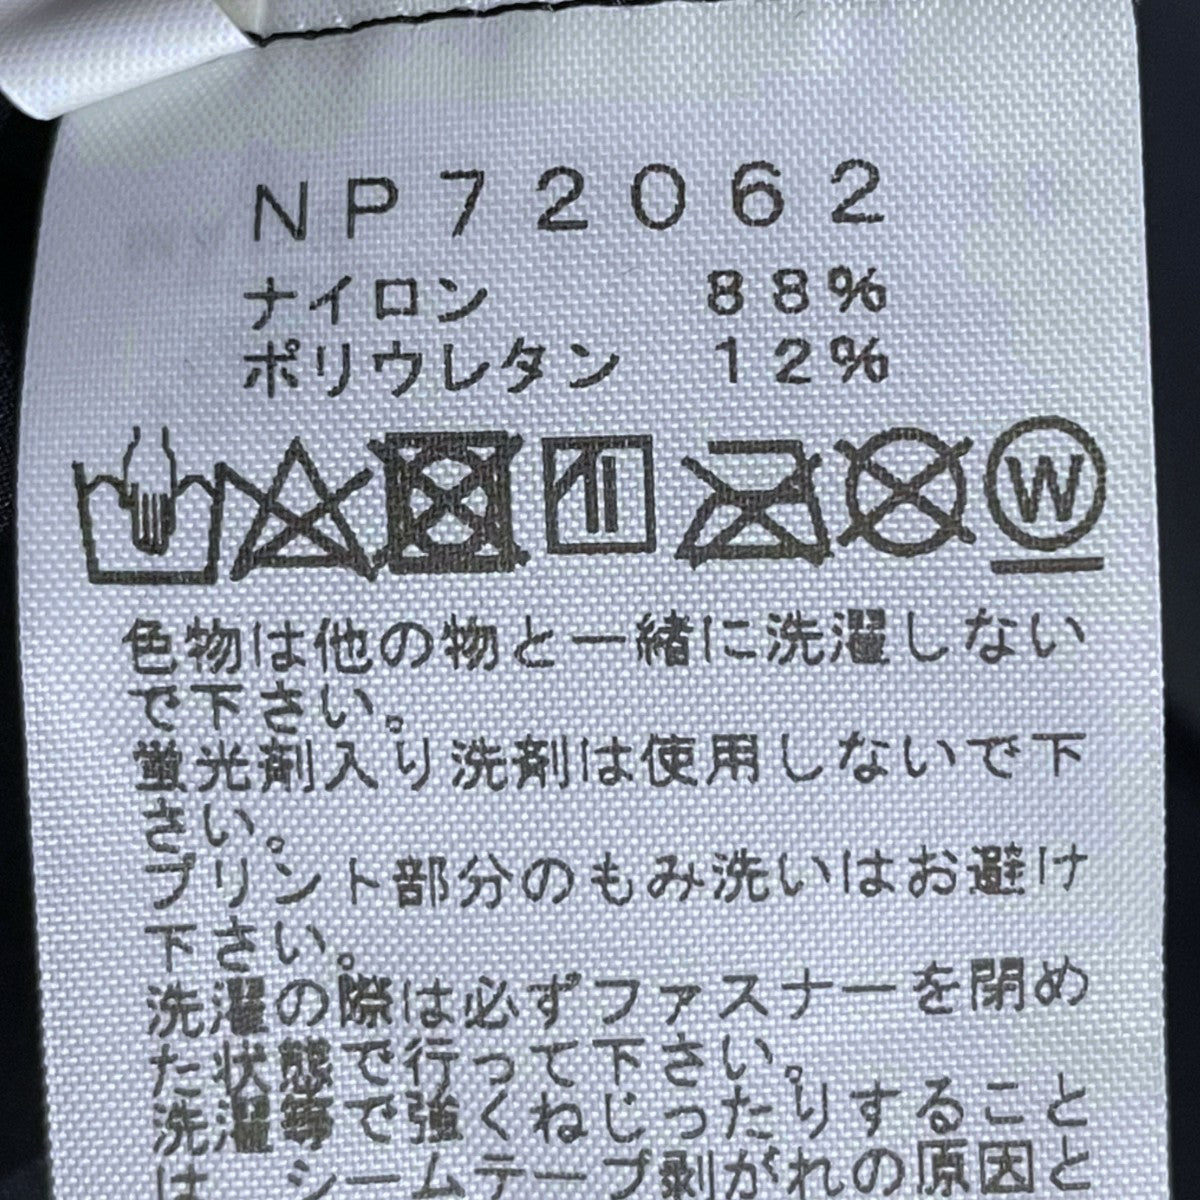 NP72062
ナイロン 88%
ポリウレタン 12%
W
色物は他の物と一緒に洗濯しない
で下さい。
蛍光剤入り洗剤は使用しないで下
さい。
プリント部分のもみ洗いはお避け
下さい。
洗濯の際は必ずファスナーを閉め
た状態で行って下さい。
洗濯等で強くねじったりすること
は、シームテープ剥がれの原因と